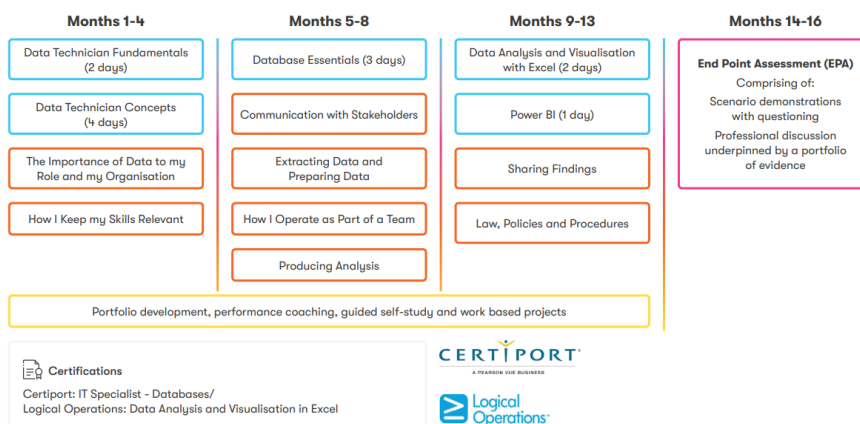 Months 1-4
Data Technician Fundamentals
(2 days)
Data Technician Concepts
(4 days)
The Importance of Data to my
Role and my Organisation
How I Keep my Skills Relevant
Months 5-8
Database Essentials (3 days)
Communication with Stakeholders
Extracting Data and
Preparing Data
How I Operate as Part of a Team
Producing Analysis
Months 9-13
Data Analysis and Visualisation
with Excel (2 days)
Power BI (1 day)
Sharing Findings
Law, Policies and Procedures
Months 14-16
End Point Assessment (EPA)
Comprising of:
Scenario demonstrations
with questioning
Professional discussion
underpinned by a portfolio
of evidence
Portfolio development, performance coaching, guided self-study and work based projects
Certifications
Certiport: IT Specialist - Databases/
Logical Operations: Data Analysis and Visualisation in Excel
CERTIPORT
A PEARSON VUE BUSINESS
Logical
Operations